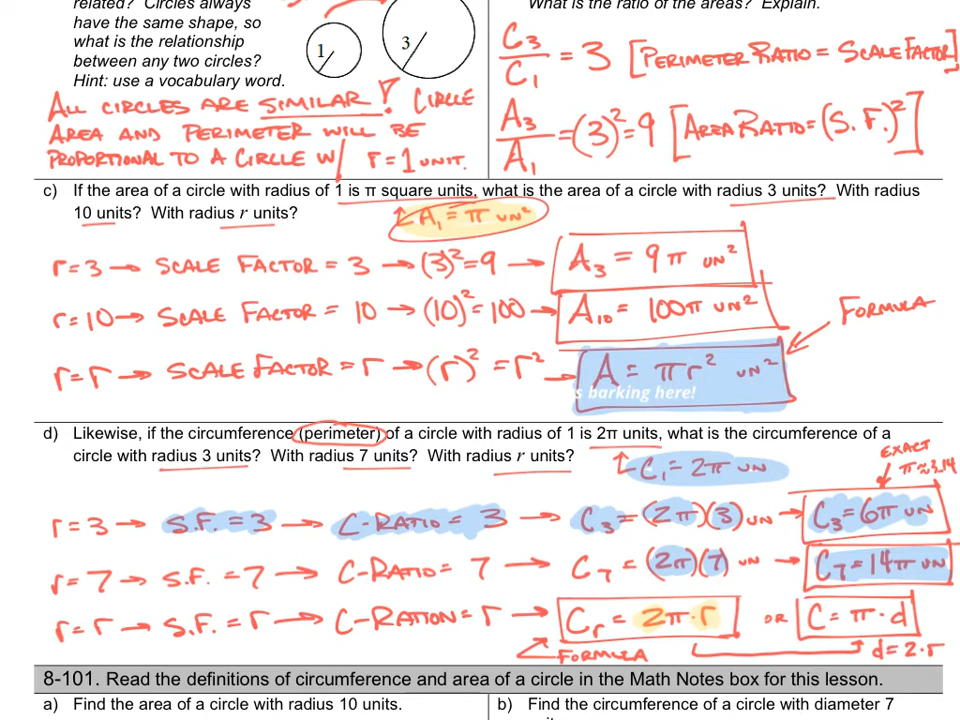 related? Circles always
have the same shape, so
what is the relationship
between any two circles?
Hint: use a vocabulary word.
1
3
ALL CIRCLES ARE SIMILAR! CIRCLE
AREA AND PERIMETER WILL BE
PROPORTIONAL TO A CIRCLE W/ r=1 UNIT.
What is the ratio of the areas? Explain.
C₃/C₁ = 3 [PERIMETER RATIO = SCALE FACTOR]
A₃/A₁ = (3)²=9 [AREA RATIO = (S.F.)²]
c) If the area of a circle with radius of 1 is π square units, what is the area of a circle with radius 3 units? With radius
10 units? With radius r units?
A₁ = π UN²
r=3 → SCALE FACTOR = 3 → (3)²=9 → A₃ = 9π UN²
r=10 → SCALE FACTOR = 10 → (10)²=100 → A₁₀ = 100π UN²
FORMULA
r=r → SCALE FACTOR = r → (r)² = r² → A = πr² UN²
s barking here!
d) Likewise, if the circumference (perimeter) of a circle with radius of 1 is 2π units, what is the circumference of a
circle with radius 3 units? With radius 7 units? With radius r units?
C₁ = 2π UN
EXACT
π≈3.14
r=3 → S.F. = 3 → C-RATIO = 3 → C₃ = (2π)(3) UN → C₃=6π UN
r=7 → S.F. = 7 → C-RATIO = 7 → C₇ = (2π)(7) UN → C₇=14π UN
r=r → S.F. = r → C-RATION = r → Cr = 2π·r OR C= π·d
FORMULA
d=2·r
8-101. Read the definitions of circumference and area of a circle in the Math Notes box for this lesson.
a) Find the area of a circle with radius 10 units.
b) Find the circumference of a circle with diameter 7